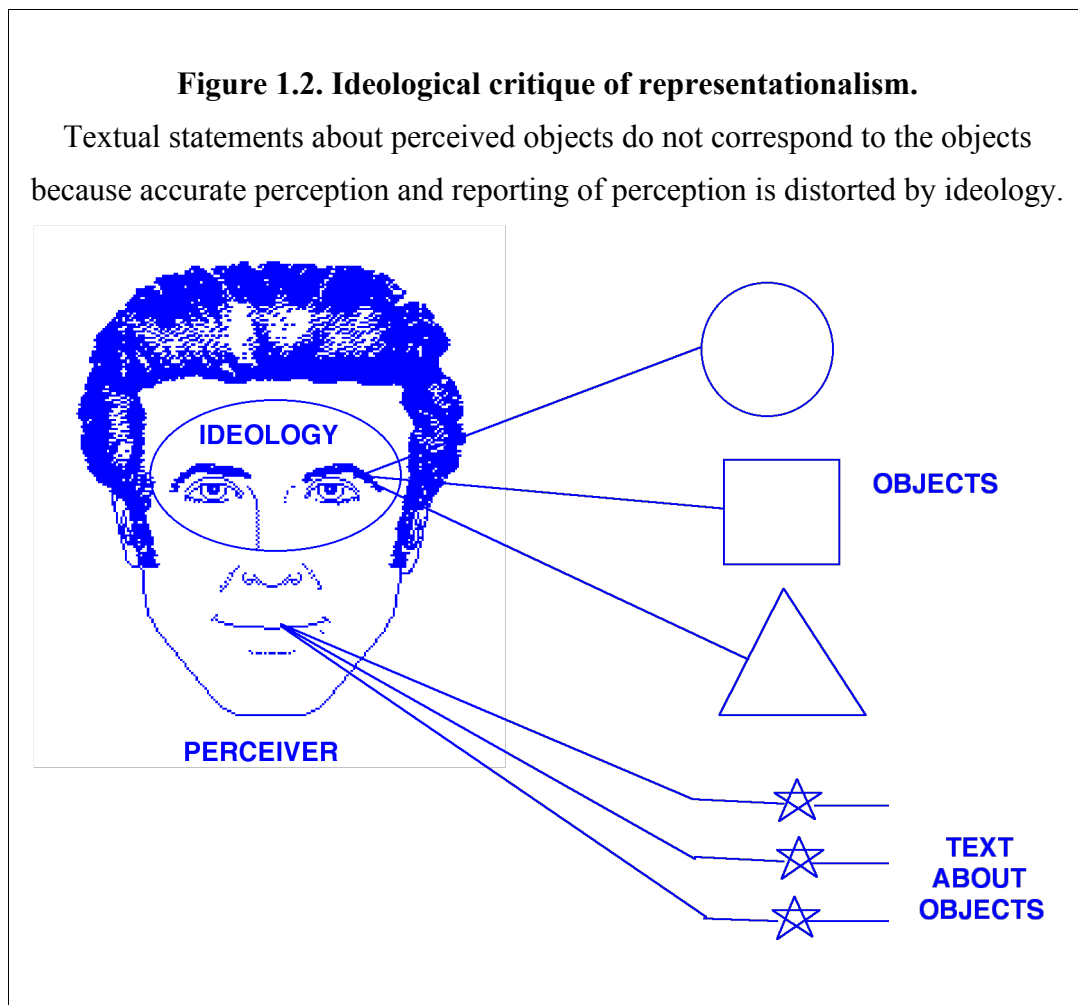 Figure 1.2. Ideological critique of representationalism.
Textual statements about perceived objects do not correspond to the objects
because accurate perception and reporting of perception is distorted by ideology.
IDEOLOGY
OBJECTS
PERCEIVER
TEXT
ABOUT
OBJECTS